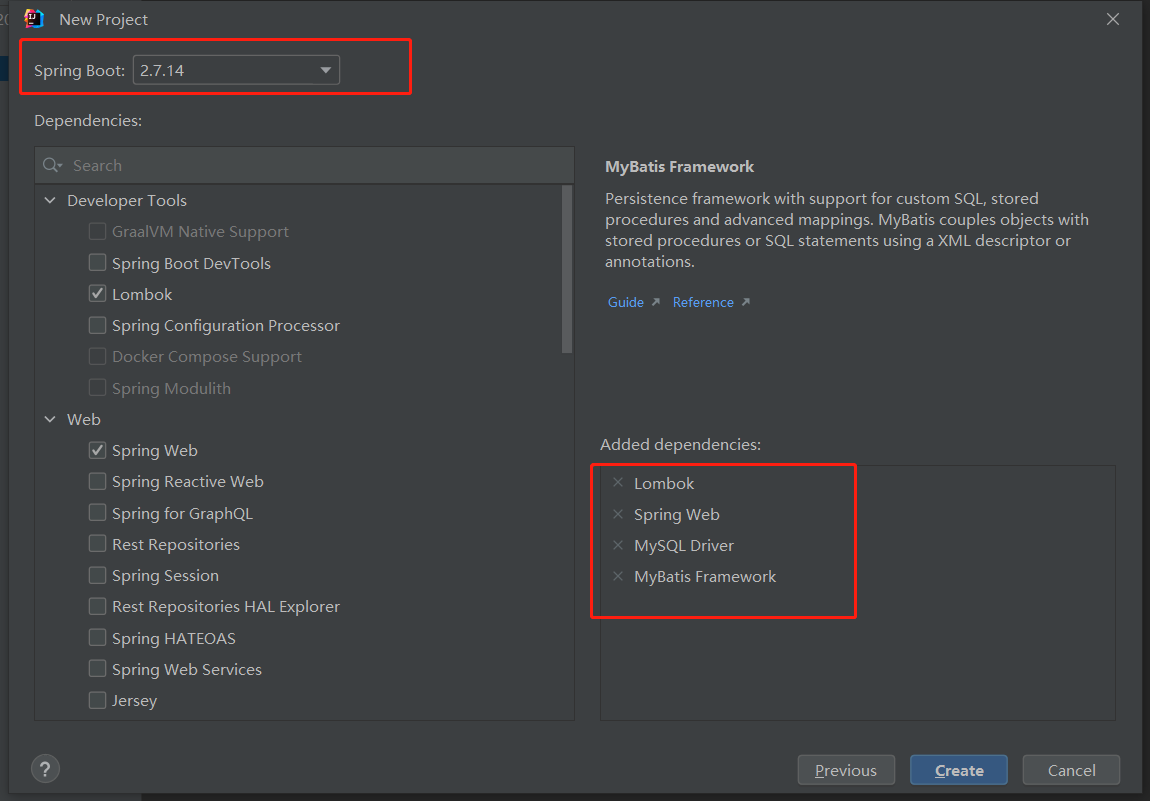 New Project
Spring Boot: 2.7.14
Dependencies:
Search
Developer Tools
GraalVM Native Support
Spring Boot DevTools
Lombok
Spring Configuration Processor
Docker Compose Support
Spring Modulith
Web
Spring Web
Spring Reactive Web
Spring for GraphQL
Rest Repositories
Spring Session
Rest Repositories HAL Explorer
Spring HATEOAS
Spring Web Services
Jersey
MyBatis Framework
Persistence framework with support for custom SQL, stored
procedures and advanced mappings. MyBatis couples objects with
stored procedures or SQL statements using a XML descriptor or
annotations.
Guide ↗ Reference ↗
Added dependencies:
Lombok
Spring Web
MySQL Driver
MyBatis Framework
?
Previous
Create
Cancel